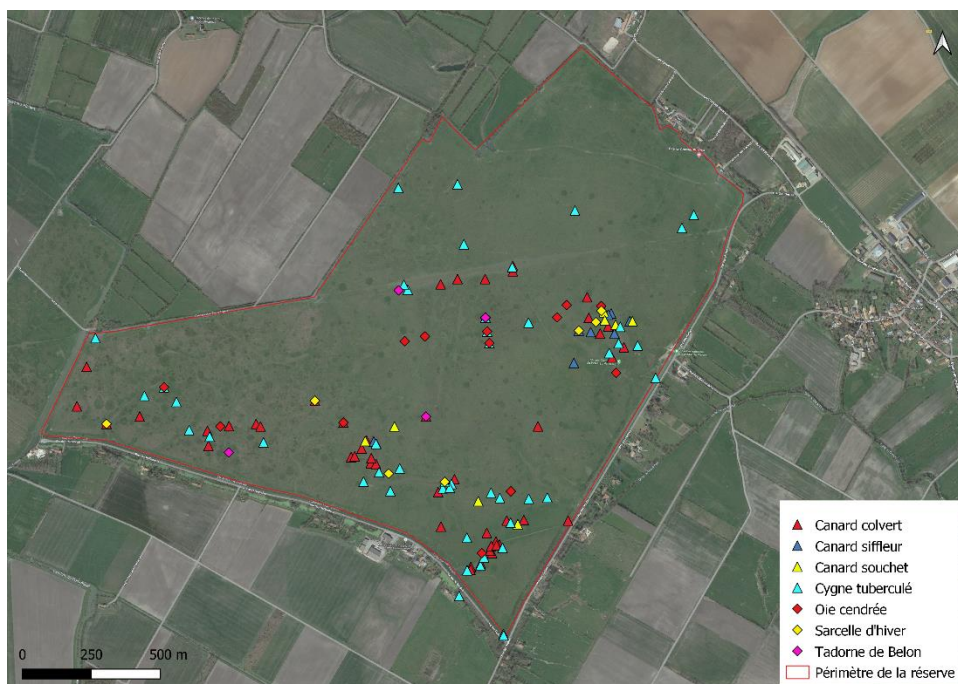 Canard colvert
Canard siffleur
Canard souchet
Cygne tuberculé
Oie cendrée
Sarcelle d'hiver
Tadorne de Belon
Périmètre de la réserve
0 250 500 m